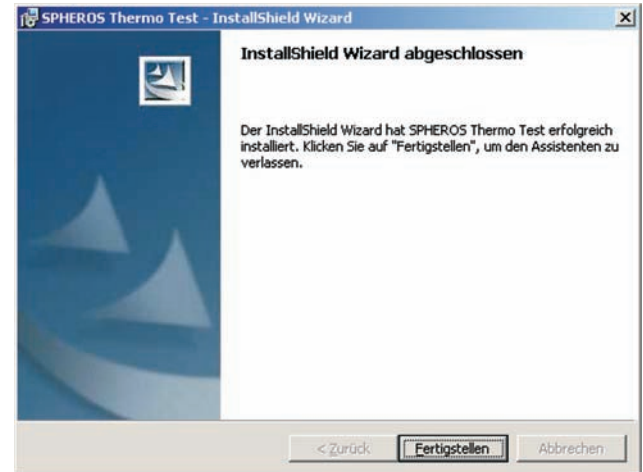 SPHEROS Thermo Test - InstallShield Wizard
InstallShield Wizard abgeschlossen
Der InstallShield Wizard hat SPHEROS Thermo Test erfolgreich
installiert. Klicken Sie auf "Fertigstellen", um den Assistenten zu
verlassen.
< Zurück Fertigstellen Abbrechen